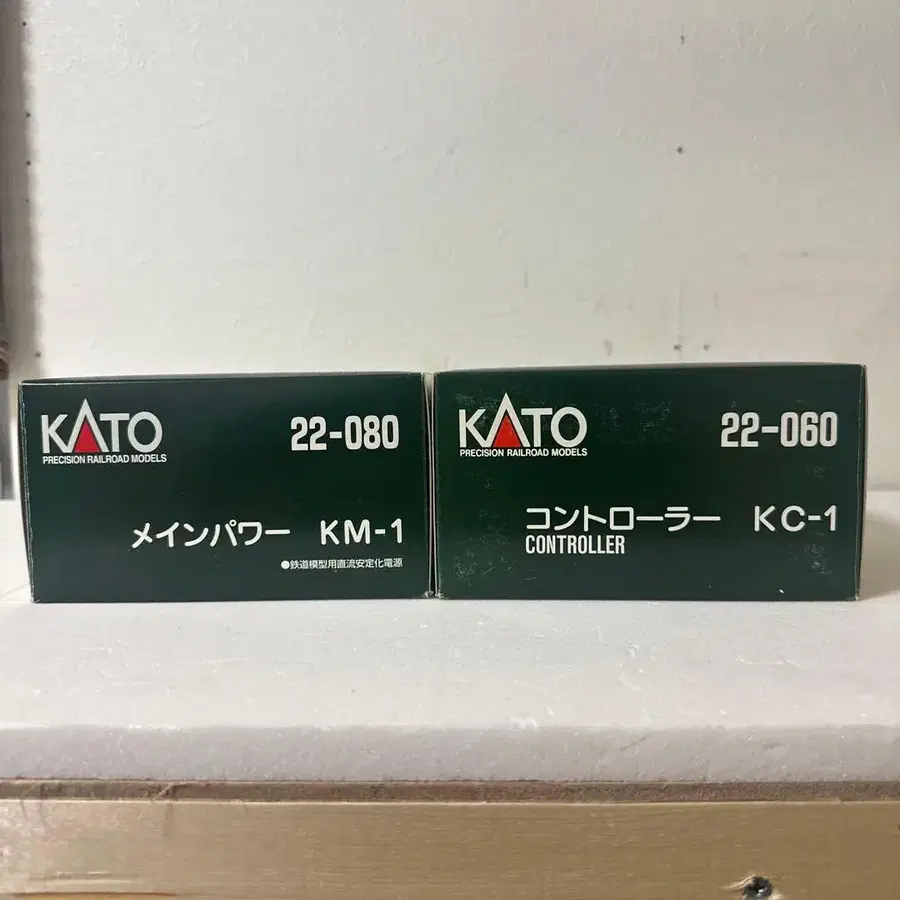 KATO
PRECISION RAILROAD MODELS
22-080
メインパワー KM-1
●鉄道模型用直流安定化電源
KATO
PRECISION RAILROAD MODELS
22-060
コントローラー KC-1
CONTROLLER